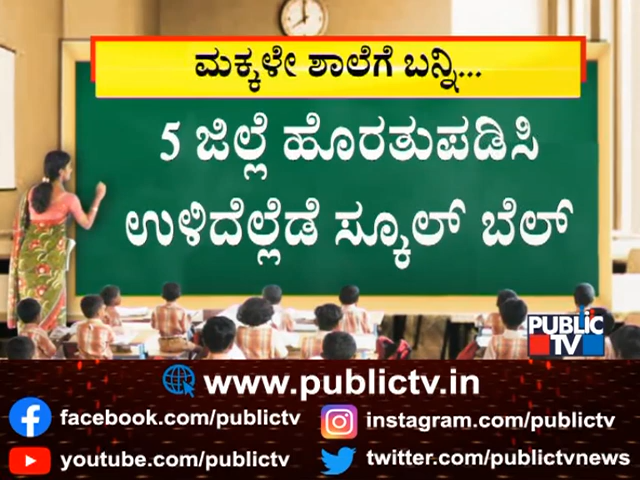 ಮಕ್ಕಳೇ ಶಾಲೆಗೆ ಬನ್ನಿ...
5 ಜಿಲ್ಲೆ ಹೊರತುಪಡಿಸಿ
ಉಳಿದೆಲ್ಲೆಡೆ ಸ್ಕೂಲ್ ಬೆಲ್
PUBLIC
TV
www.publictv.in
facebook.com/publictv
instagram.com/publictv
youtube.com/publictv
twitter.com/publictvnews